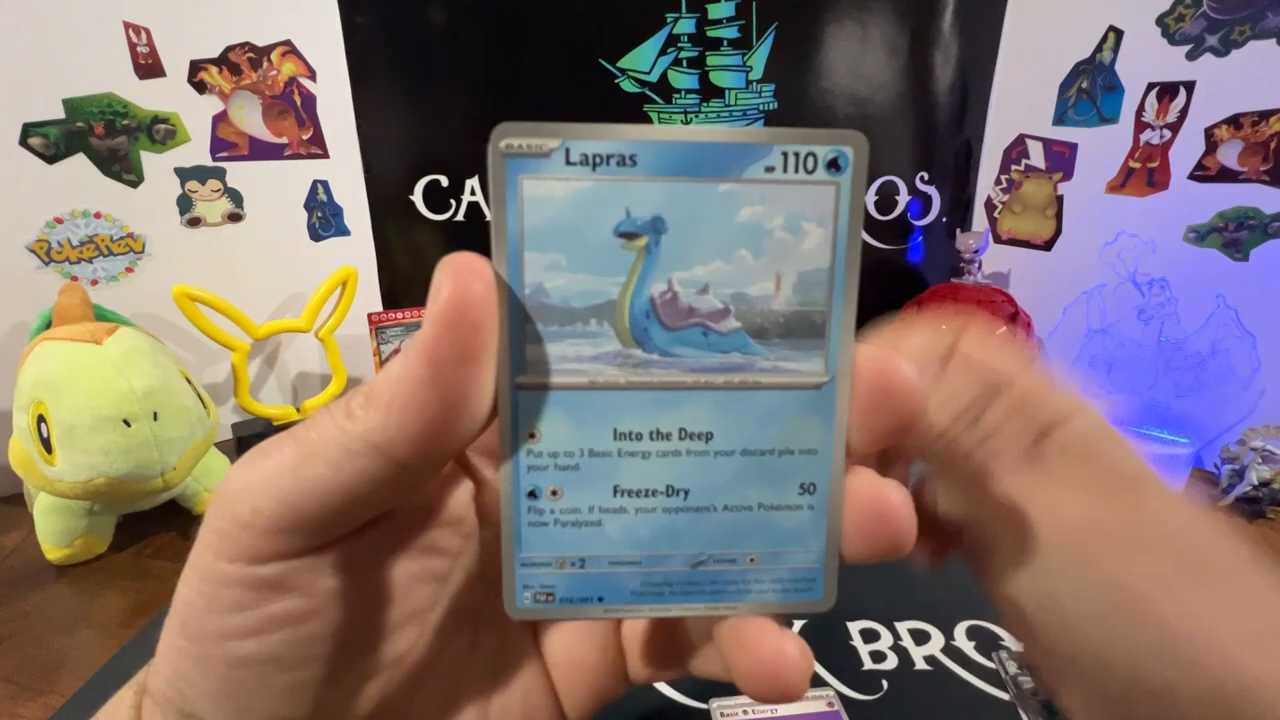 PokeRev
CA
OS.
BASIC
Lapras
HP 110
Into the Deep
Put up to 3 Basic Energy cards from your discard pile into
your hand.
Freeze-Dry 50
Flip a coin. If heads, your opponent's Active Pokémon is
now Paralyzed.
×2
BRO
Basic Energy